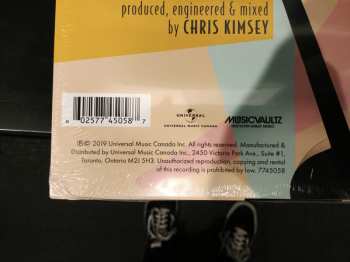 produced, engineered & mixed
by CHRIS KIMSEY
8 02577 45058 7
UNIVERSAL
UNIVERSAL MUSIC CANADA
MUSICVAULTZ
℗© 2019 Universal Music Canada Inc. All rights reserved. Manufactured &
Distributed by Universal Music Canada Inc., 2450 Victoria Park Ave., Suite #1,
Toronto, Ontario M2J 5H3. Unauthorized reproduction, copying and rental
of this recording is prohibited by law. 7745058